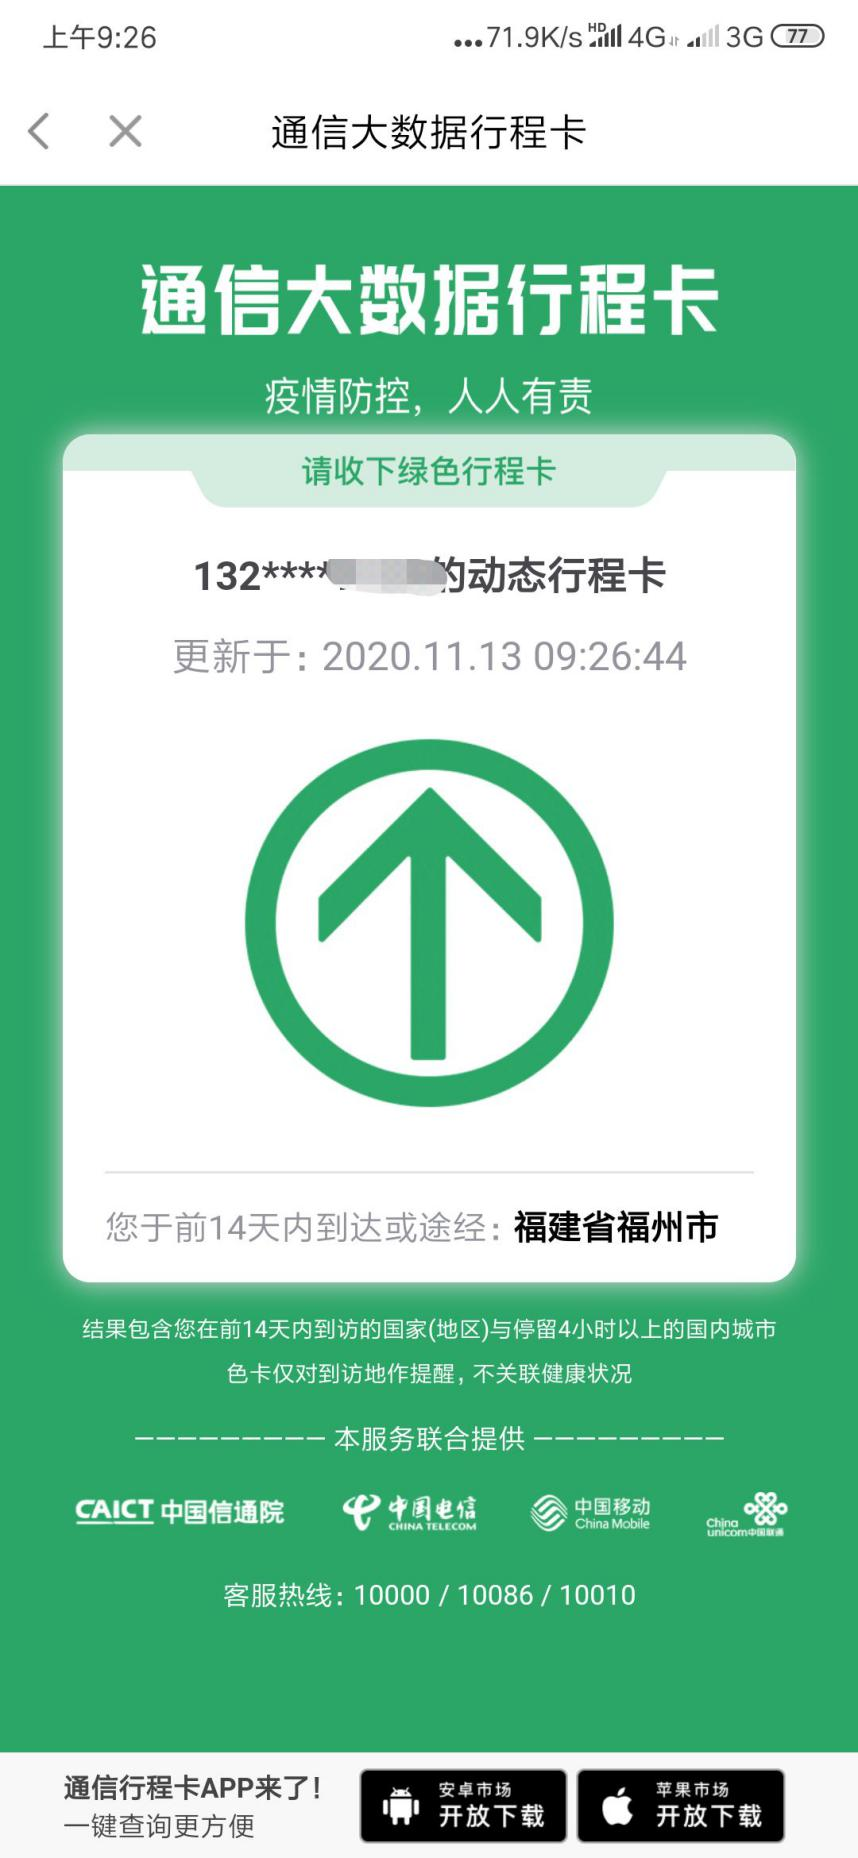 上午9:26
...71.9K/s HD 4G 3G 77
通信大数据行程卡
通信大数据行程卡
疫情防控，人人有责
请收下绿色行程卡
132****的动态行程卡
更新于：2020.11.13 09:26:44
您于前14天内到达或途经：福建省福州市
结果包含您在前14天内到访的国家(地区)与停留4小时以上的国内城市
色卡仅对到访地作提醒，不关联健康状况
————————— 本服务联合提供 —————————
CAICT 中国信通院
中国电信
CHINA TELECOM
中国移动
China Mobile
China
unicom中国联通
客服热线：10000 / 10086 / 10010
通信行程卡APP来了！
一键查询更方便
安卓市场
开放下载
苹果市场
开放下载